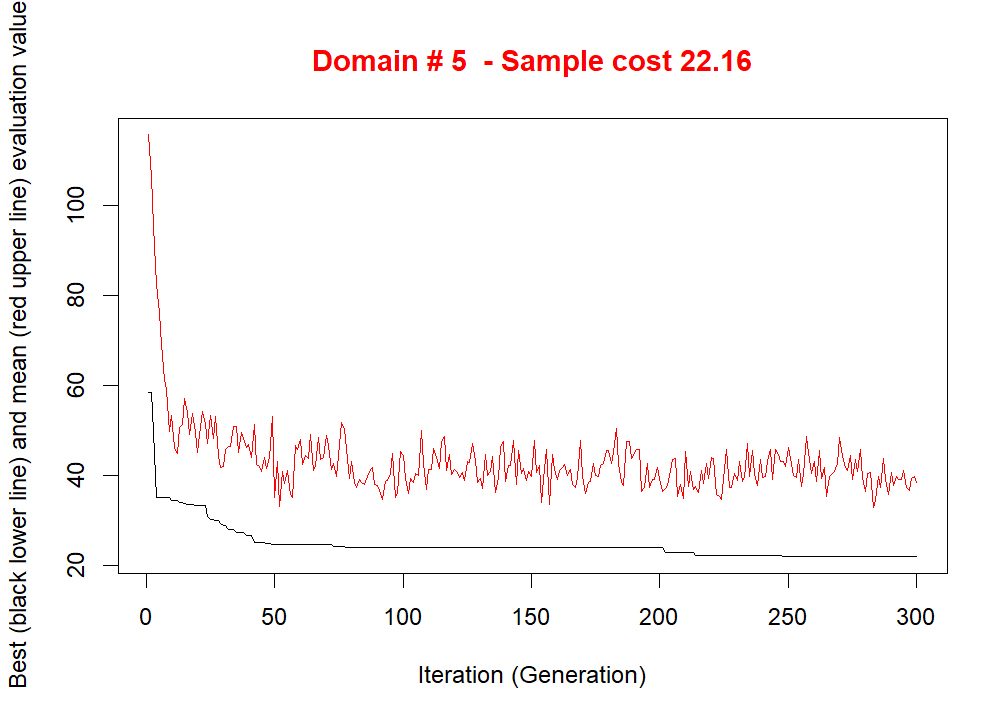 Domain # 5  - Sample cost 22.16
Best (black lower line) and mean (red upper line) evaluation value
100
80
60
40
20
0 50 100 150 200 250 300
Iteration (Generation)